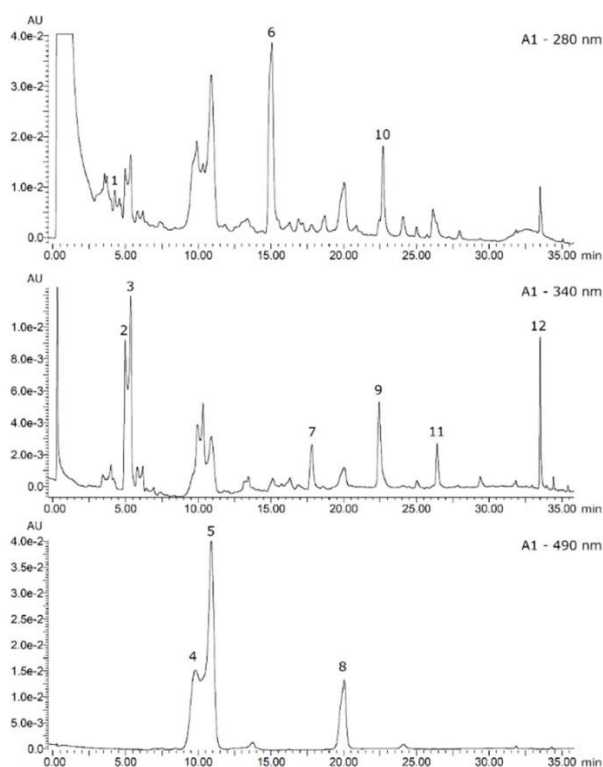 AU
A1 - 280 nm
4.0e-2
3.0e-2
2.0e-2
1.0e-2
0.0
1
6
10
0.00 5.00 10.00 15.00 20.00 25.00 30.00 35.00 min
AU
A1 - 340 nm
1.0e-2
8.0e-3
6.0e-3
4.0e-3
2.0e-3
0.0
2
3
7
9
11
12
0.00 5.00 10.00 15.00 20.00 25.00 30.00 35.00 min
AU
A1 - 490 nm
4.0e-2
3.5e-2
3.0e-2
2.5e-2
2.0e-2
1.5e-2
1.0e-2
5.0e-3
0.0
4
5
8
0.00 5.00 10.00 15.00 20.00 25.00 30.00 35.00 min